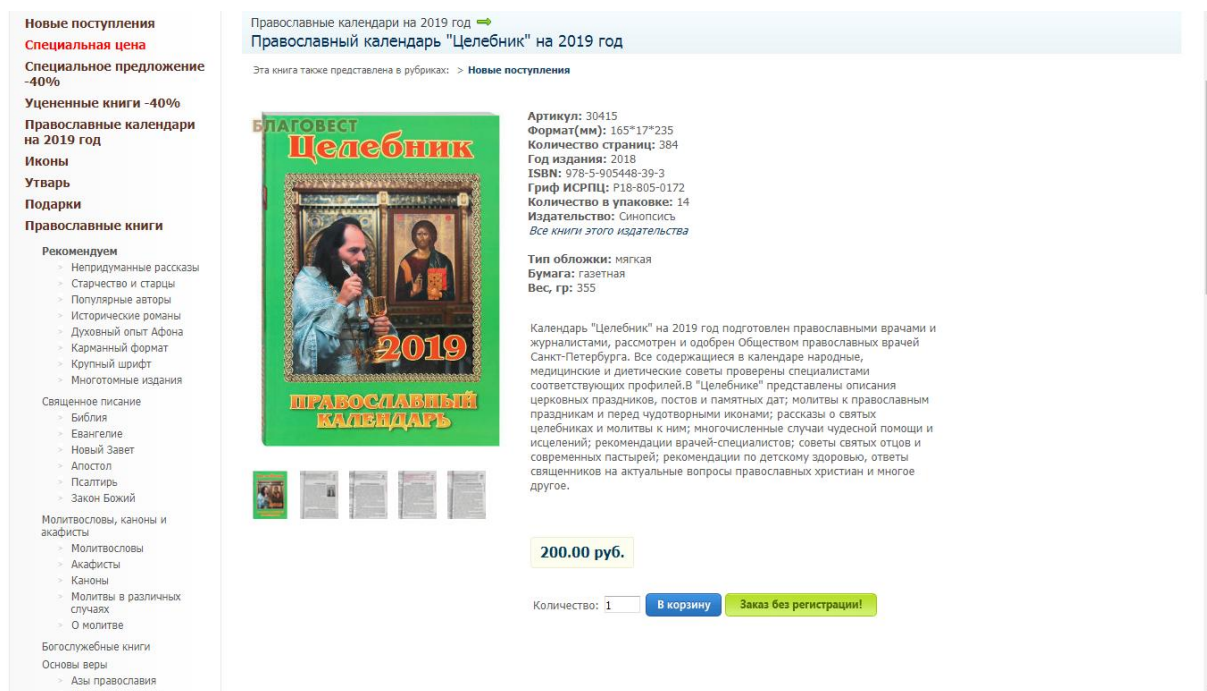 Новые поступления
Специальная цена
Специальное предложение
-40%
Уцененные книги -40%
Православные календари
на 2019 год
Иконы
Утварь
Подарки
Православные книги
Рекомендуем
> Непридуманные рассказы
> Старчество и старцы
> Популярные авторы
> Исторические романы
> Духовный опыт Афона
> Карманный формат
> Крупный шрифт
> Многотомные издания
Священное писание
> Библия
> Евангелие
> Новый Завет
> Апостол
> Псалтирь
> Закон Божий
Молитвословы, каноны и
акафисты
> Молитвословы
> Акафисты
> Каноны
> Молитвы в различных
случаях
> О молитве
Богослужебные книги
Основы веры
> Азы православия
Православные календари на 2019 год
Православный календарь "Целебник" на 2019 год
Эта книга также представлена в рубриках: > Новые поступления
БЛАГОВЕСТ
Целебник
2019
ПРАВОСЛАВНЫЙ
КАЛЕНДАРЬ
Артикул: 30415
Формат(мм): 165*17*235
Количество страниц: 384
Год издания: 2018
ISBN: 978-5-905448-39-3
Гриф ИСРПЦ: Р18-805-0172
Количество в упаковке: 14
Издательство: Синопсисъ
Все книги этого издательства
Тип обложки: мягкая
Бумага: газетная
Вес, гр: 355
Календарь "Целебник" на 2019 год подготовлен православными врачами и
журналистами, рассмотрен и одобрен Обществом православных врачей
Санкт-Петербурга. Все содержащиеся в календаре народные,
медицинские и диетические советы проверены специалистами
соответствующих профилей.В "Целебнике" представлены описания
церковных праздников, постов и памятных дат; молитвы к православным
праздникам и перед чудотворными иконами; рассказы о святых
целебниках и молитвы к ним; многочисленные случаи чудесной помощи и
исцелений; рекомендации врачей-специалистов; советы святых отцов и
современных пастырей; рекомендации по детскому здоровью, ответы
священников на актуальные вопросы православных христиан и многое
другое.
200.00 руб.
Количество: 1 В корзину Заказ без регистрации!